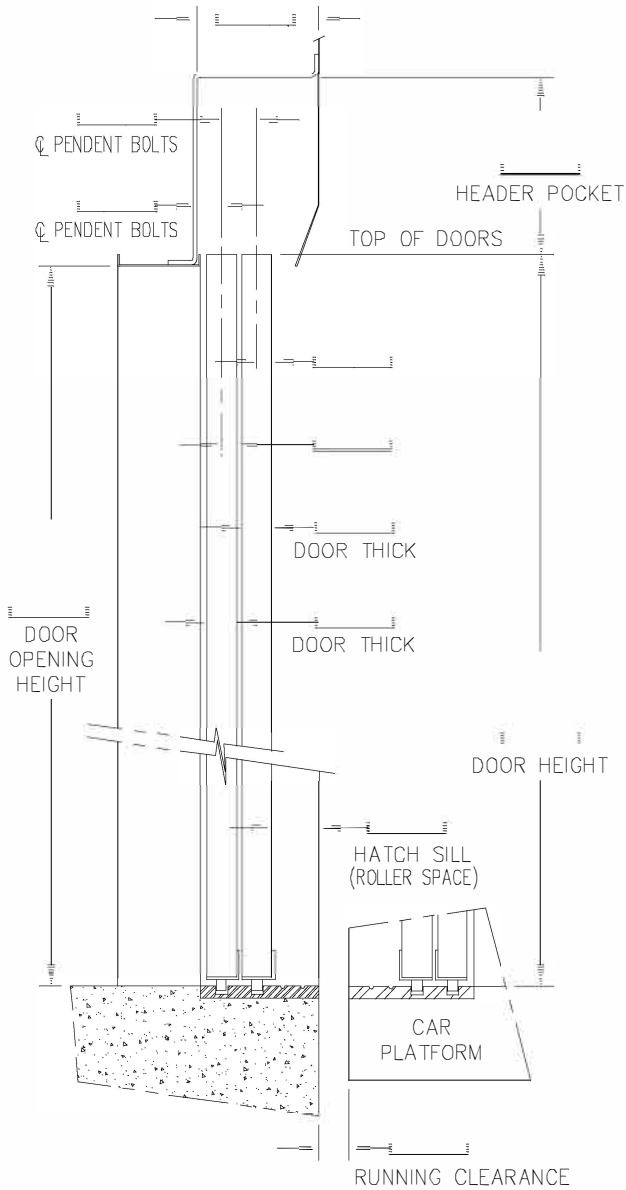 ℄ PENDENT BOLTS
HEADER POCKET
℄ PENDENT BOLTS
TOP OF DOORS
DOOR THICK
DOOR
OPENING
HEIGHT
DOOR THICK
DOOR HEIGHT
HATCH SILL
(ROLLER SPACE)
CAR
PLATFORM
RUNNING CLEARANCE